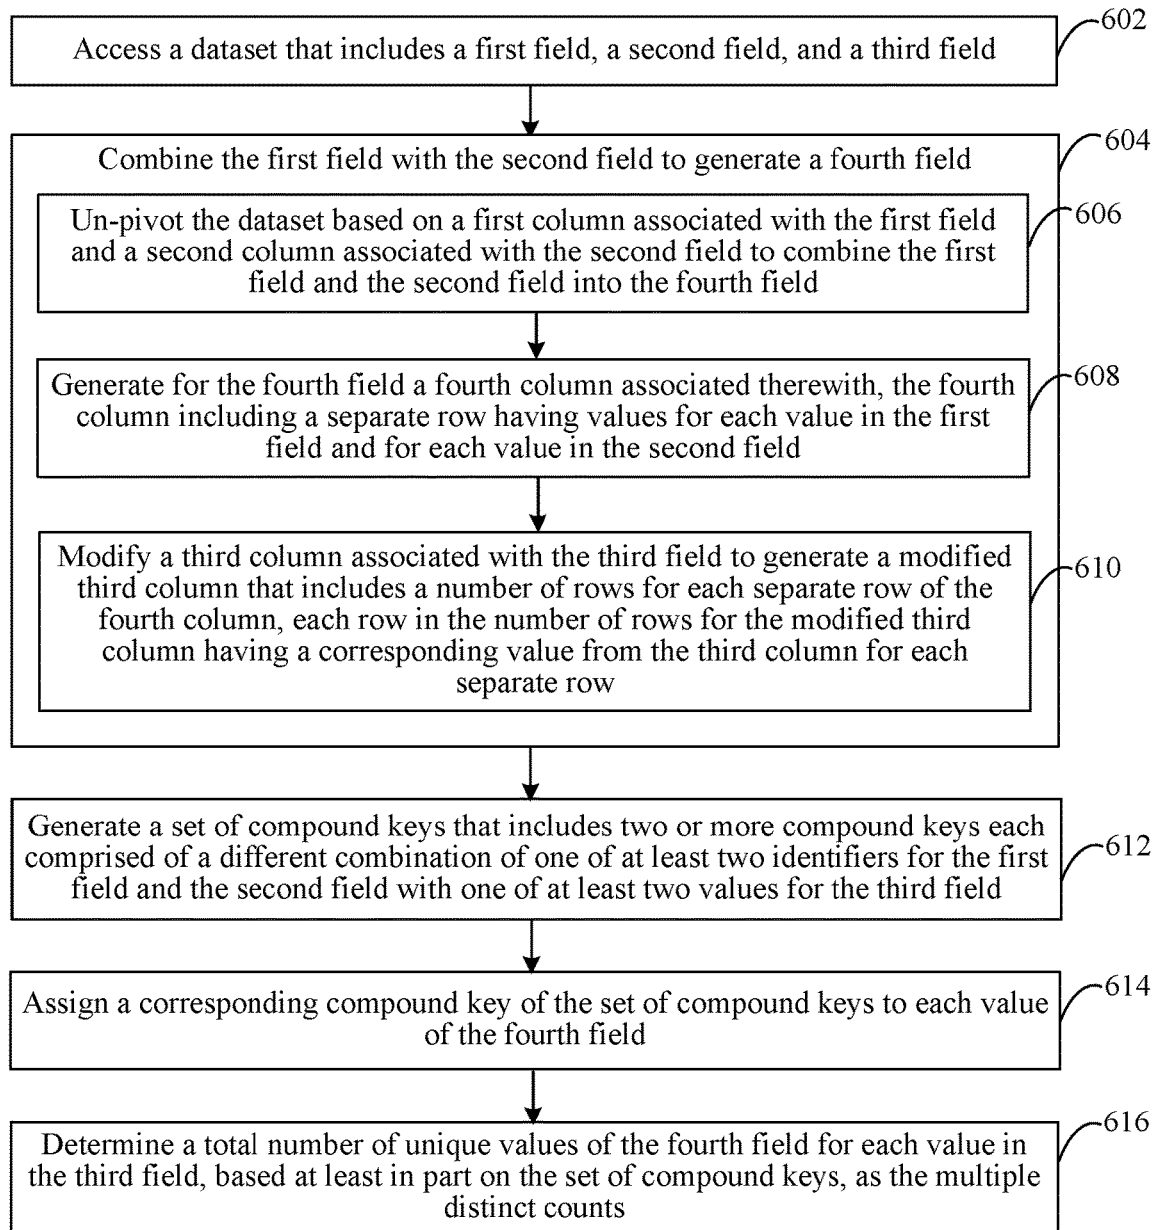 Access a dataset that includes a first field, a second field, and a third field
602
604
Combine the first field with the second field to generate a fourth field
Un-pivot the dataset based on a first column associated with the first field
and a second column associated with the second field to combine the first
field and the second field into the fourth field
606
Generate for the fourth field a fourth column associated therewith, the fourth
column including a separate row having values for each value in the first
field and for each value in the second field
608
Modify a third column associated with the third field to generate a modified
third column that includes a number of rows for each separate row of the
fourth column, each row in the number of rows for the modified third
column having a corresponding value from the third column for each
separate row
610
Generate a set of compound keys that includes two or more compound keys each
comprised of a different combination of one of at least two identifiers for the first
field and the second field with one of at least two values for the third field
612
Assign a corresponding compound key of the set of compound keys to each value
of the fourth field
614
Determine a total number of unique values of the fourth field for each value in
the third field, based at least in part on the set of compound keys, as the multiple
distinct counts
616